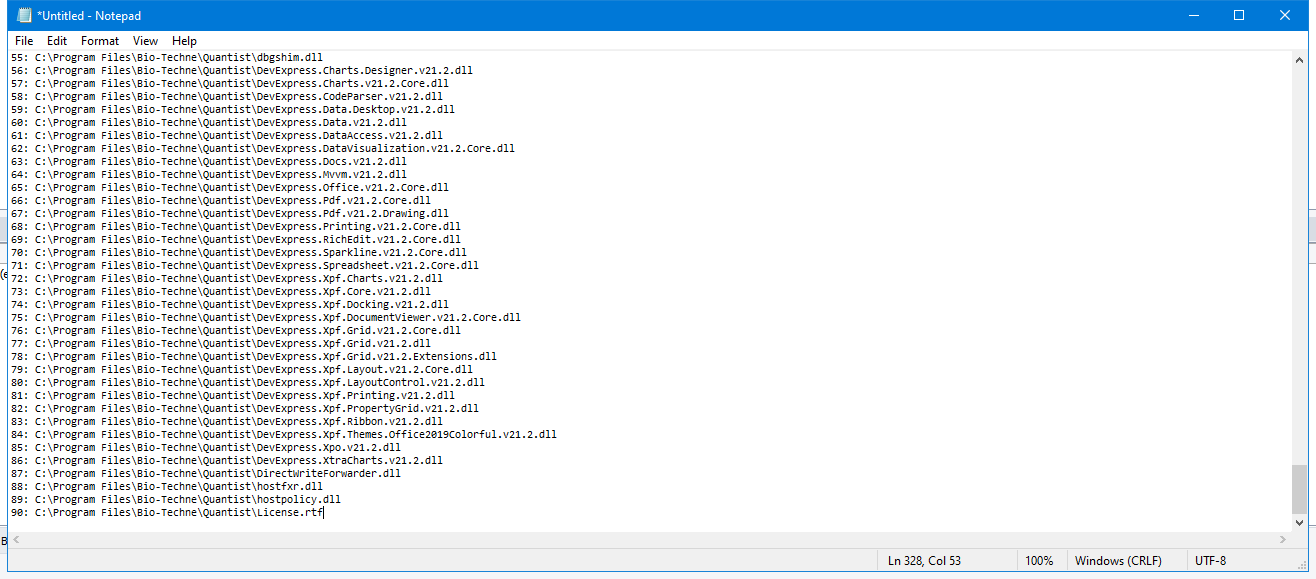 *Untitled - Notepad
File Edit Format View Help
55: C:\Program Files\Bio-Techne\Quantist\dbgshim.dll
56: C:\Program Files\Bio-Techne\Quantist\DevExpress.Charts.Designer.v21.2.dll
57: C:\Program Files\Bio-Techne\Quantist\DevExpress.Charts.v21.2.Core.dll
58: C:\Program Files\Bio-Techne\Quantist\DevExpress.CodeParser.v21.2.dll
59: C:\Program Files\Bio-Techne\Quantist\DevExpress.Data.Desktop.v21.2.dll
60: C:\Program Files\Bio-Techne\Quantist\DevExpress.Data.v21.2.dll
61: C:\Program Files\Bio-Techne\Quantist\DevExpress.DataAccess.v21.2.dll
62: C:\Program Files\Bio-Techne\Quantist\DevExpress.DataVisualization.v21.2.Core.dll
63: C:\Program Files\Bio-Techne\Quantist\DevExpress.Docs.v21.2.dll
64: C:\Program Files\Bio-Techne\Quantist\DevExpress.Mvvm.v21.2.dll
65: C:\Program Files\Bio-Techne\Quantist\DevExpress.Office.v21.2.Core.dll
66: C:\Program Files\Bio-Techne\Quantist\DevExpress.Pdf.v21.2.Core.dll
67: C:\Program Files\Bio-Techne\Quantist\DevExpress.Pdf.v21.2.Drawing.dll
68: C:\Program Files\Bio-Techne\Quantist\DevExpress.Printing.v21.2.Core.dll
69: C:\Program Files\Bio-Techne\Quantist\DevExpress.RichEdit.v21.2.Core.dll
70: C:\Program Files\Bio-Techne\Quantist\DevExpress.Sparkline.v21.2.Core.dll
71: C:\Program Files\Bio-Techne\Quantist\DevExpress.Spreadsheet.v21.2.Core.dll
72: C:\Program Files\Bio-Techne\Quantist\DevExpress.Xpf.Charts.v21.2.dll
73: C:\Program Files\Bio-Techne\Quantist\DevExpress.Xpf.Core.v21.2.dll
74: C:\Program Files\Bio-Techne\Quantist\DevExpress.Xpf.Docking.v21.2.dll
75: C:\Program Files\Bio-Techne\Quantist\DevExpress.Xpf.DocumentViewer.v21.2.Core.dll
76: C:\Program Files\Bio-Techne\Quantist\DevExpress.Xpf.Grid.v21.2.Core.dll
77: C:\Program Files\Bio-Techne\Quantist\DevExpress.Xpf.Grid.v21.2.dll
78: C:\Program Files\Bio-Techne\Quantist\DevExpress.Xpf.Grid.v21.2.Extensions.dll
79: C:\Program Files\Bio-Techne\Quantist\DevExpress.Xpf.Layout.v21.2.Core.dll
80: C:\Program Files\Bio-Techne\Quantist\DevExpress.Xpf.LayoutControl.v21.2.dll
81: C:\Program Files\Bio-Techne\Quantist\DevExpress.Xpf.Printing.v21.2.dll
82: C:\Program Files\Bio-Techne\Quantist\DevExpress.Xpf.PropertyGrid.v21.2.dll
83: C:\Program Files\Bio-Techne\Quantist\DevExpress.Xpf.Ribbon.v21.2.dll
84: C:\Program Files\Bio-Techne\Quantist\DevExpress.Xpf.Themes.Office2019Colorful.v21.2.dll
85: C:\Program Files\Bio-Techne\Quantist\DevExpress.Xpo.v21.2.dll
86: C:\Program Files\Bio-Techne\Quantist\DevExpress.XtraCharts.v21.2.dll
87: C:\Program Files\Bio-Techne\Quantist\DirectWriteForwarder.dll
88: C:\Program Files\Bio-Techne\Quantist\hostfxr.dll
89: C:\Program Files\Bio-Techne\Quantist\hostpolicy.dll
90: C:\Program Files\Bio-Techne\Quantist\License.rtf
Ln 328, Col 53 100% Windows (CRLF) UTF-8